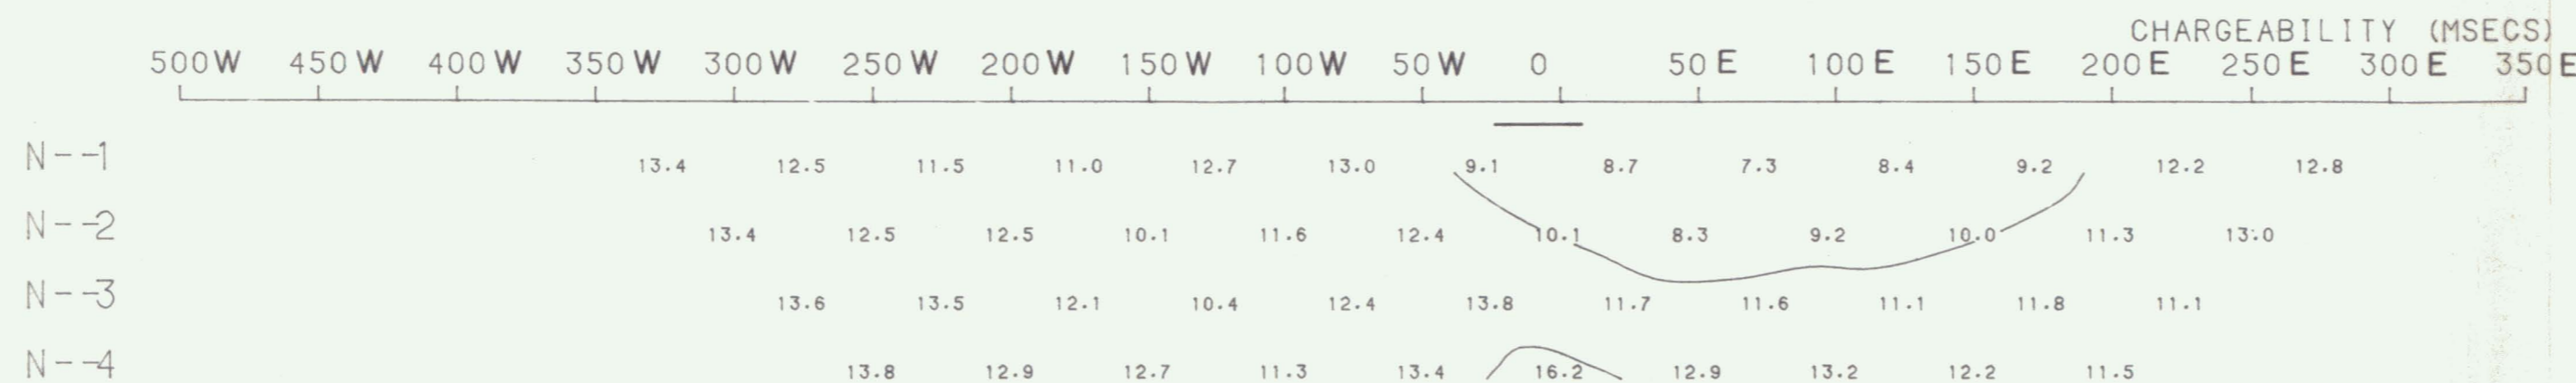 CHARGEABILITY (MSECS)
500W 450W 400W 350W 300W 250W 200W 150W 100W 50W 0 50E 100E 150E 200E 250E 300E 350E
N--1 13.4 12.5 11.5 11.0 12.7 13.0 9.1 8.7 7.3 8.4 9.2 12.2 12.8
N--2 13.4 12.5 12.5 10.1 11.6 12.4 10.1 8.3 9.2 10.0 11.3 13.0
N--3 13.6 13.5 12.1 10.4 12.4 13.8 11.7 11.6 11.1 11.8 11.1
N--4 13.8 12.9 12.7 11.3 13.4 16.2 12.9 13.2 12.2 11.5